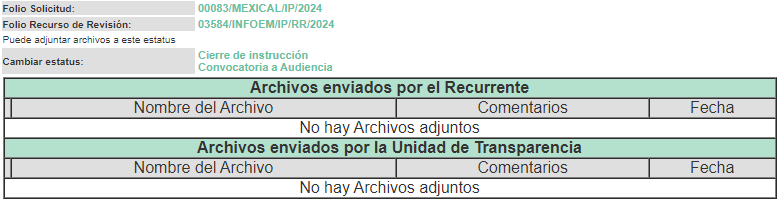 Folio Solicitud: 00083/MEXICAL/IP/2024
Folio Recurso de Revisión: 03584/INFOEM/IP/RR/2024
Puede adjuntar archivos a este estatus
Cambiar estatus: Cierre de instrucción
Convocatoria a Audiencia
Archivos enviados por el Recurrente
Nombre del Archivo Comentarios Fecha
No hay Archivos adjuntos
Archivos enviados por la Unidad de Transparencia
Nombre del Archivo Comentarios Fecha
No hay Archivos adjuntos